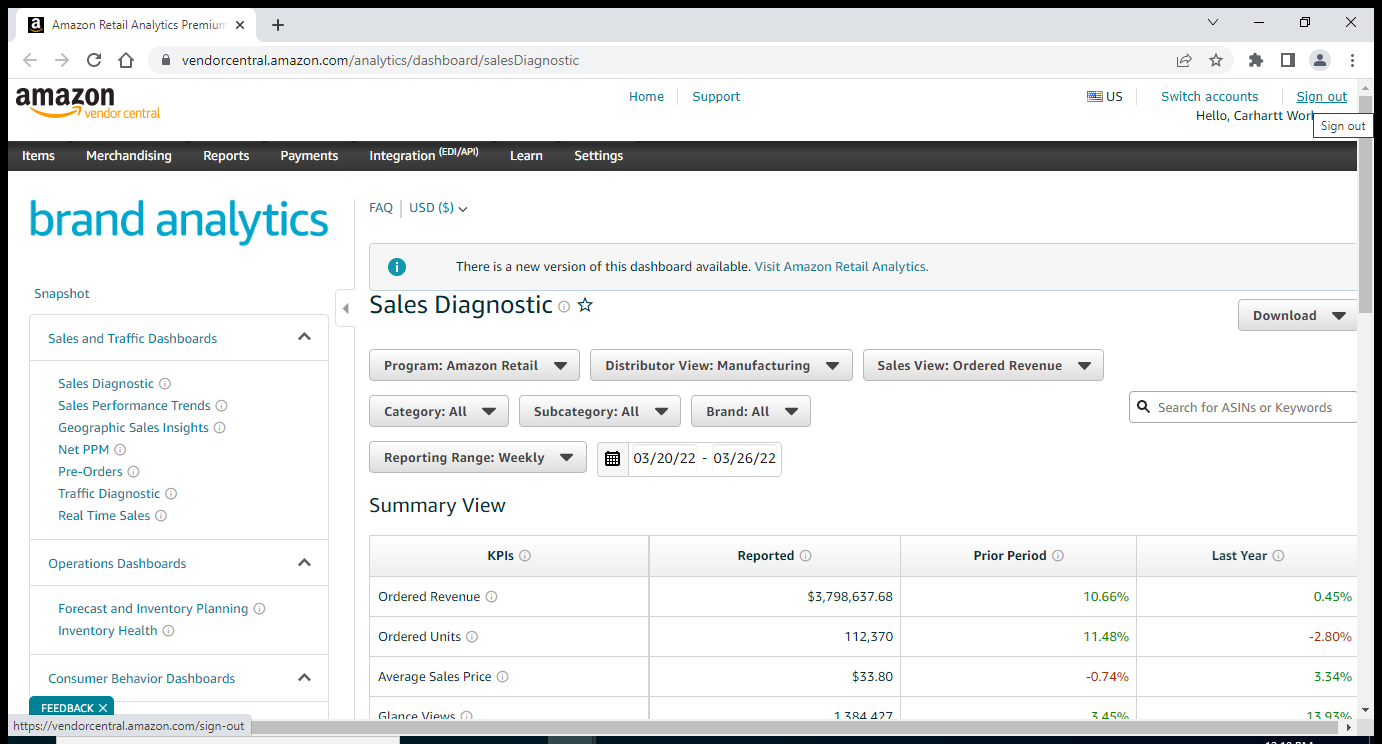 Amazon Retail Analytics Premium
vendorcentral.amazon.com/analytics/dashboard/salesDiagnostic
amazon
vendor central
Home
Support
US
Switch accounts
Sign out
Hello, Carhartt
Sign out
Items
Merchandising
Reports
Payments
Integration (EDI/API)
Learn
Settings
brand analytics
FAQ
USD ($)
There is a new version of this dashboard available. Visit Amazon Retail Analytics.
Snapshot
Sales Diagnostic
Download
Sales and Traffic Dashboards
Sales Diagnostic
Sales Performance Trends
Geographic Sales Insights
Net PPM
Pre-Orders
Traffic Diagnostic
Real Time Sales
Operations Dashboards
Forecast and Inventory Planning
Inventory Health
Consumer Behavior Dashboards
FEEDBACK
https://vendorcentral.amazon.com/sign-out
Program: Amazon Retail
Distributor View: Manufacturing
Sales View: Ordered Revenue
Category: All
Subcategory: All
Brand: All
Search for ASINs or Keywords
Reporting Range: Weekly
03/20/22 - 03/26/22
Summary View
KPIs Reported Prior Period Last Year
Ordered Revenue $3,798,637.68 10.66% 0.45%
Ordered Units 112,370 11.48% -2.80%
Average Sales Price $33.80 -0.74% 3.34%
Glance Views 1,384,427 3.45% 13.93%